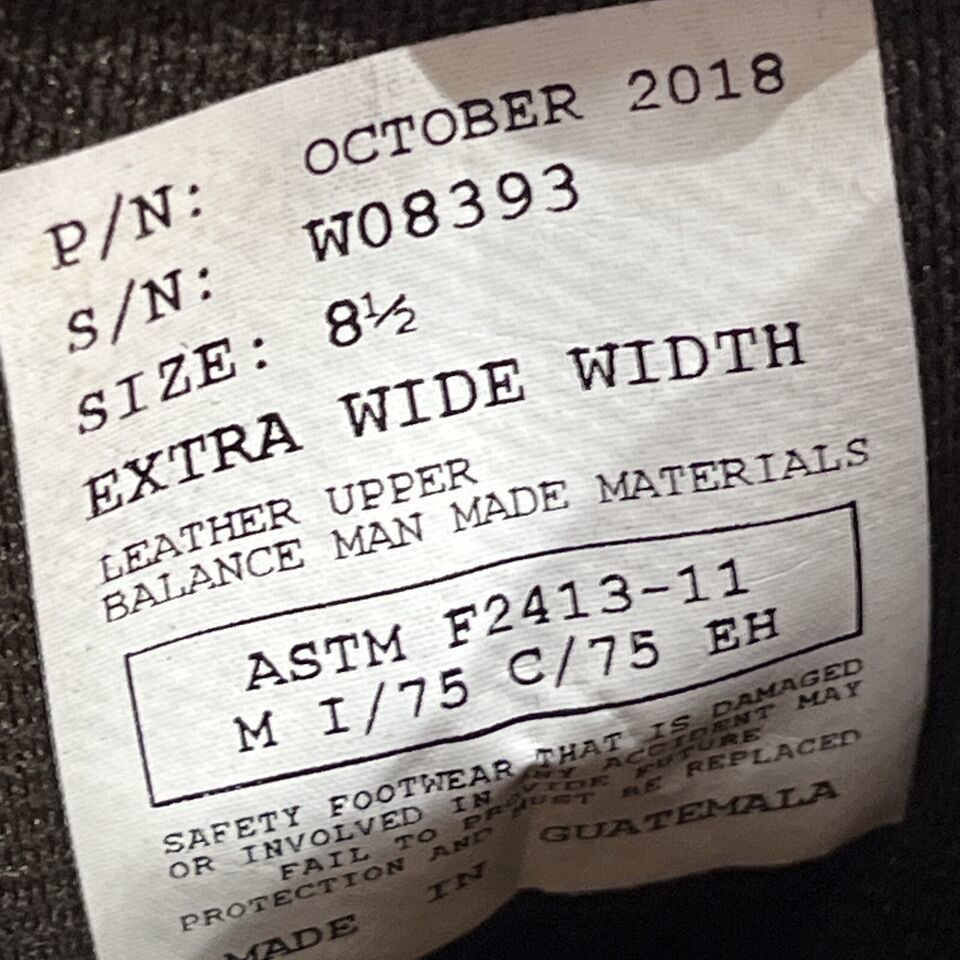 P/N: OCTOBER 2018
S/N: W08393
SIZE: 8½
EXTRA WIDE WIDTH
LEATHER UPPER
BALANCE MAN MADE MATERIALS
ASTM F2413-11
M I/75 C/75 EH
SAFETY FOOTWEAR THAT IS DAMAGED
OR INVOLVED IN ANY ACCIDENT MAY
FAIL TO PROVIDE FUTURE
PROTECTION AND MUST BE REPLACED
MADE IN GUATEMALA